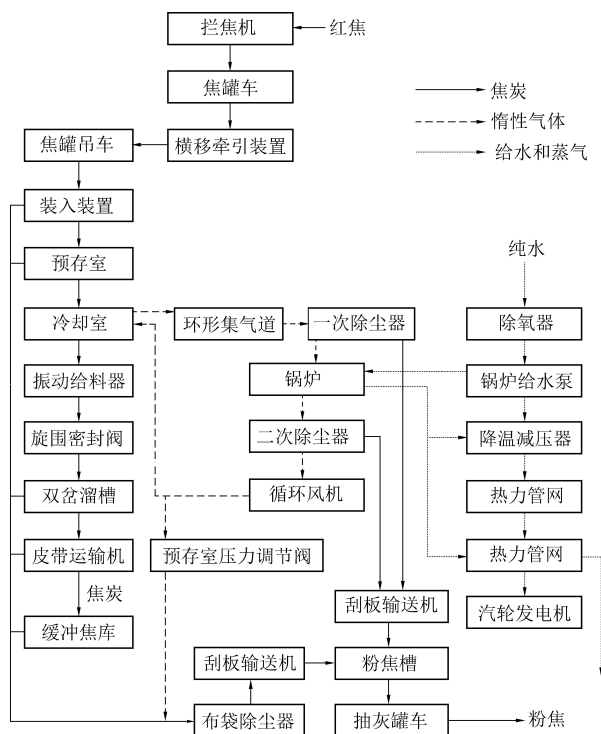 拦焦机
红焦
焦罐车
焦炭
惰性气体
给水和蒸气
焦罐吊车
横移牵引装置
装入装置
预存室
纯水
冷却室
环形集气道
一次除尘器
除氧器
振动给料器
锅炉
锅炉给水泵
旋围密封阀
二次除尘器
降温减压器
双岔溜槽
循环风机
热力管网
皮带运输机
预存室压力调节阀
热力管网
焦炭
刮板输送机
汽轮发电机
缓冲焦库
刮板输送机
粉焦槽
布袋除尘器
抽灰罐车
粉焦